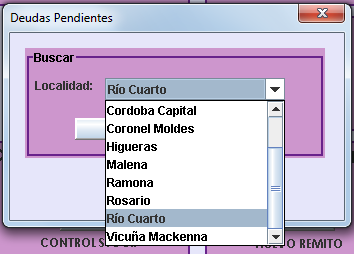 Deudas Pendientes
Buscar
Localidad:
Río Cuarto
Cordoba Capital
Coronel Moldes
Higueras
Malena
Ramona
Rosario
Río Cuarto
Vicuña Mackenna
NUEVO REMITO